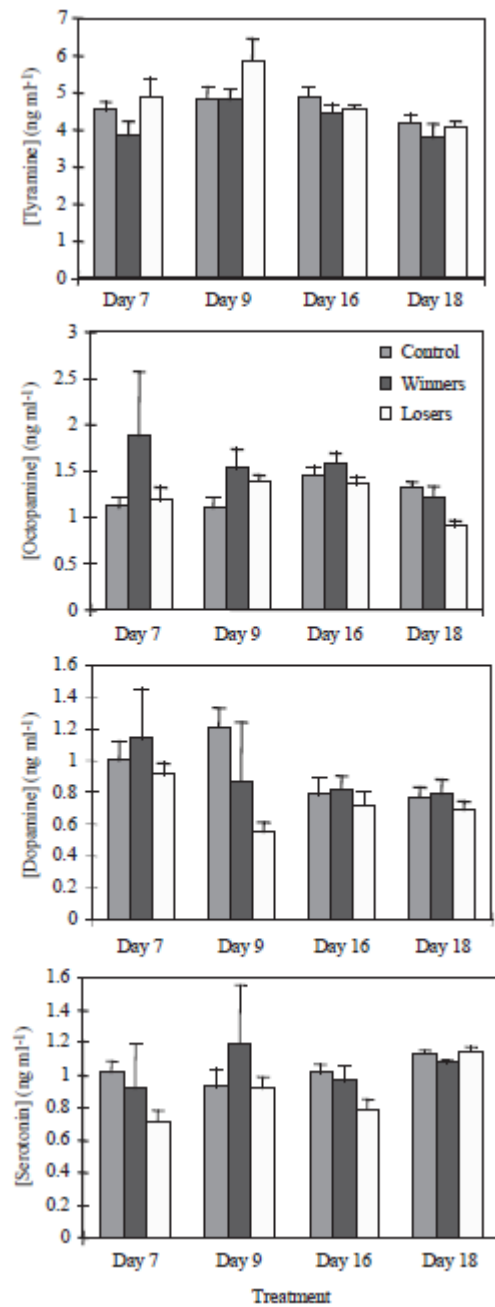 [Tyramine] (ng ml-1)
7
6
5
4
3
2
1
0
Day 7 Day 9 Day 16 Day 18
[Octopamine] (ng ml-1)
3
2.5
2
1.5
1
0.5
0
Control
Winners
Losers
Day 7 Day 9 Day 16 Day 18
[Dopamine] (ng ml-1)
1.6
1.4
1.2
1
0.8
0.6
0.4
0.2
0
Day 7 Day 9 Day 16 Day 18
[Serotonin] (ng ml-1)
1.6
1.4
1.2
1
0.8
0.6
0.4
0.2
0
Day 7 Day 9 Day 16 Day 18
Treatment